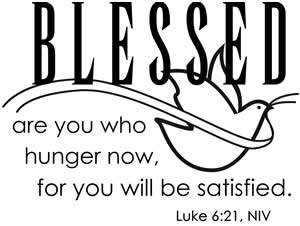 BLESSED
are you who
hunger now,
for you will be satisfied.
Luke 6:21, NIV